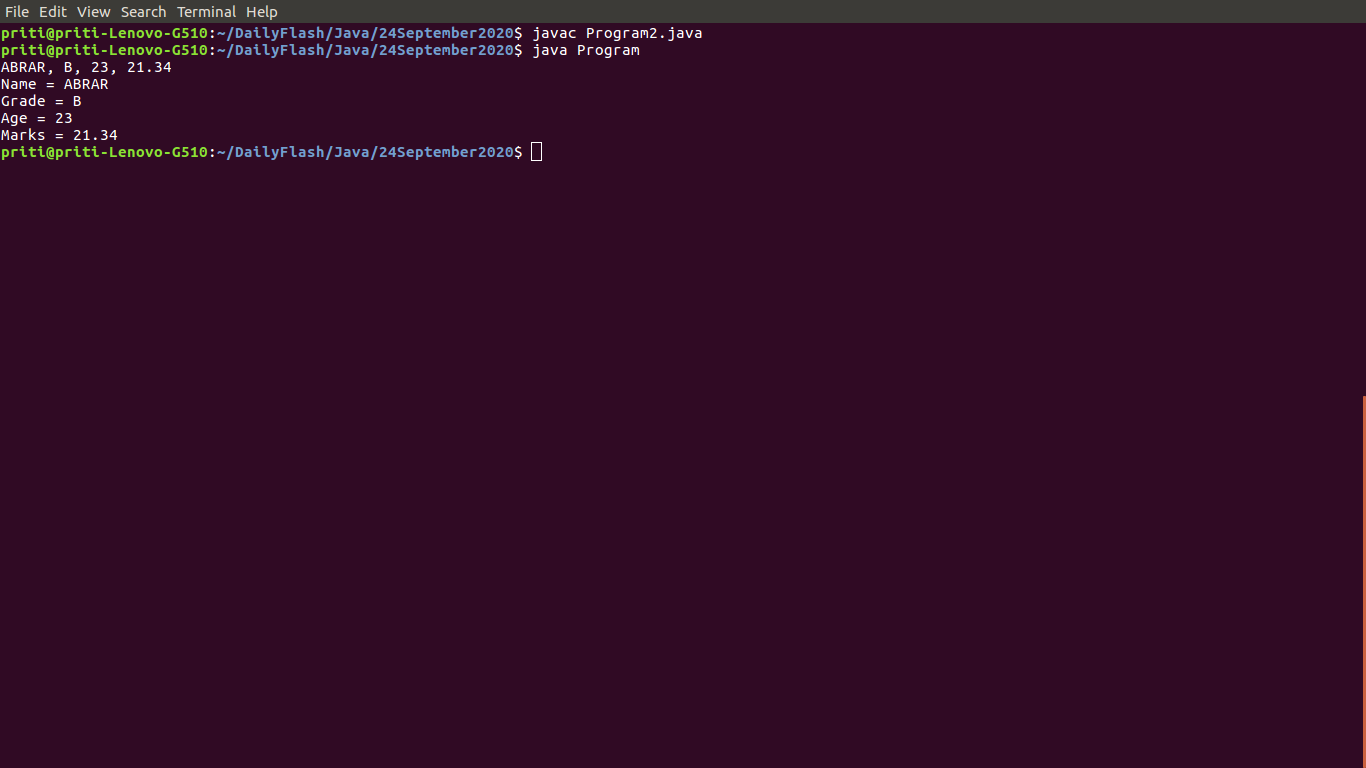 File Edit View Search Terminal Help
priti@priti-Lenovo-G510:~/DailyFlash/Java/24September2020$ javac Program2.java
priti@priti-Lenovo-G510:~/DailyFlash/Java/24September2020$ java Program
ABRAR, B, 23, 21.34
Name = ABRAR
Grade = B
Age = 23
Marks = 21.34
priti@priti-Lenovo-G510:~/DailyFlash/Java/24September2020$